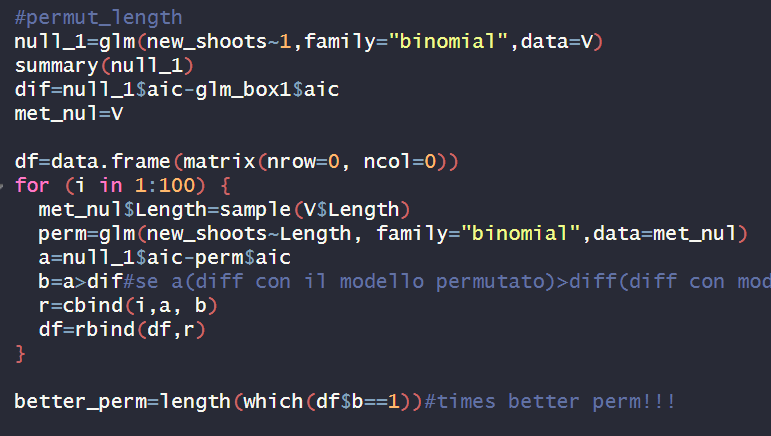 #permut_length
null_1=glm(new_shoots~1,family="binomial",data=V)
summary(null_1)
dif=null_1$aic-glm_box1$aic
met_nul=V
df=data.frame(matrix(nrow=0, ncol=0))
for (i in 1:100) {
  met_nul$Length=sample(V$Length)
  perm=glm(new_shoots~Length, family="binomial",data=met_nul)
  a=null_1$aic-perm$aic
  b=a>dif#se a(diff con il modello permutato)>diff(diff con mod
  r=cbind(i,a, b)
  df=rbind(df,r)
}
better_perm=length(which(df$b==1))#times better perm!!!